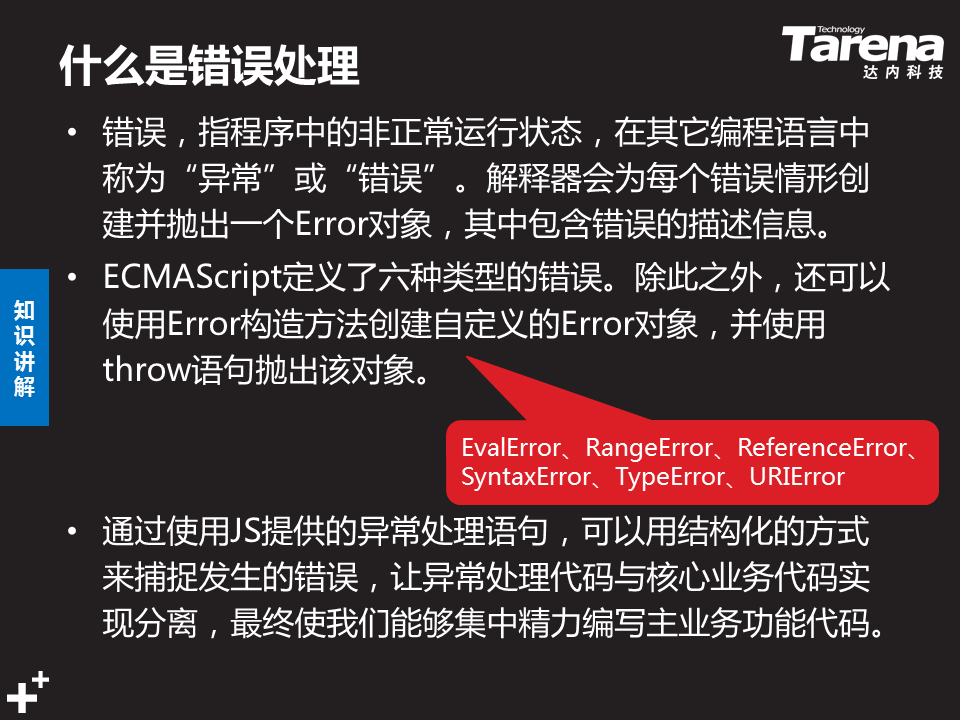 什么是错误处理
Technology
Tarena
达内科技
• 错误，指程序中的非正常运行状态，在其它编程语言中
称为“异常”或“错误”。解释器会为每个错误情形创
建并抛出一个Error对象，其中包含错误的描述信息。
• ECMAScript定义了六种类型的错误。除此之外，还可以
使用Error构造方法创建自定义的Error对象，并使用
throw语句抛出该对象。
知
识
讲
解
EvalError、RangeError、ReferenceError、
SyntaxError、TypeError、URIError
• 通过使用JS提供的异常处理语句，可以用结构化的方式
来捕捉发生的错误，让异常处理代码与核心业务代码实
现分离，最终使我们能够集中精力编写主业务功能代码。